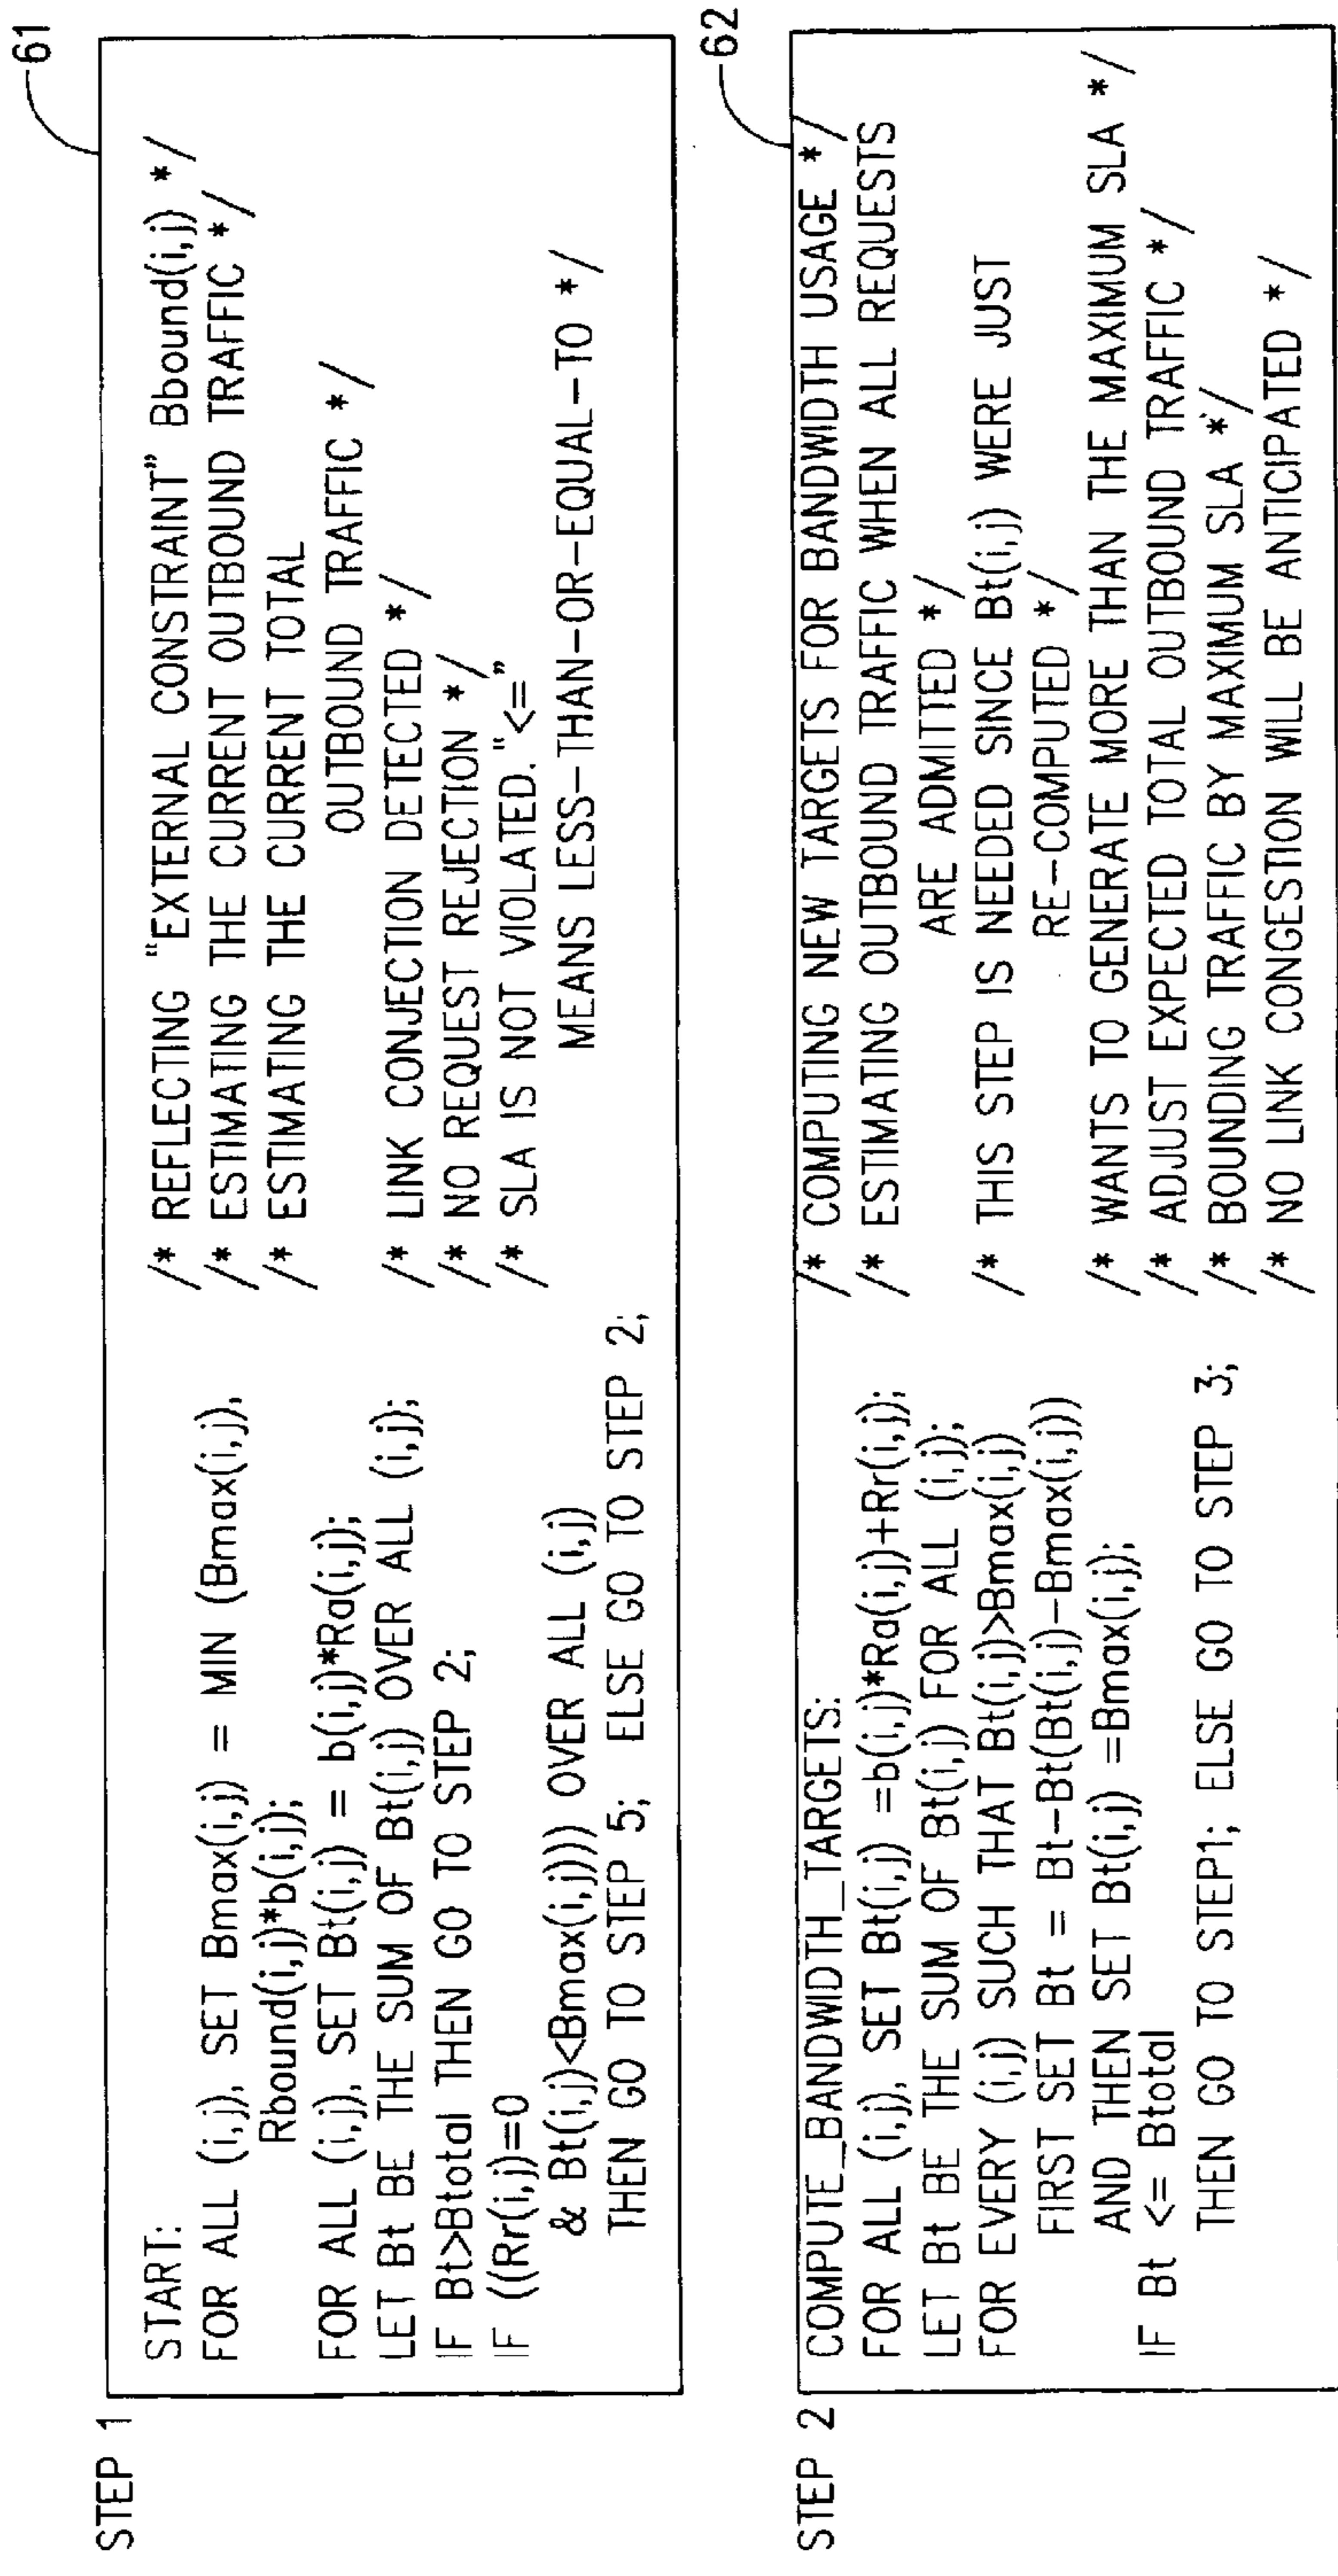 61
STEP 1
START:
FOR ALL (i,j), SET Bmax(i,j) = MIN (Bmax(i,j), /* REFLECTING "EXTERNAL CONSTRAINT" Bbound(i,j) */
Rbound(i,j)*b(i,j); /* ESTIMATING THE CURRENT OUTBOUND TRAFFIC */
FOR ALL (i,j), SET Bt(i,j) = b(i,j)*Ra(i,j); /* ESTIMATING THE CURRENT TOTAL
LET Bt BE THE SUM OF Bt(i,j) OVER ALL (i,j); OUTBOUND TRAFFIC */
IF Bt>Btotal THEN GO TO STEP 2; /* LINK CONJECTION DETECTED */
IF ((Rr(i,j)=0 /* NO REQUEST REJECTION */
& Bt(i,j)<Bmax(i,j)))) OVER ALL (i,j) /* SLA IS NOT VIOLATED. "<="
THEN GO TO STEP 5; ELSE GO TO STEP 2; MEANS LESS-THAN-OR-EQUAL-TO */
62
STEP 2
COMPUTE_BANDWIDTH_TARGETS: /* COMPUTING NEW TARGETS FOR BANDWIDTH USAGE */
FOR ALL (i,j), SET Bt(i,j) =b(i,j)*Ra(i,j)+Rr(i,j); /* ESTIMATING OUTBOUND TRAFFIC WHEN ALL REQUESTS
LET Bt BE THE SUM OF Bt(i,j) FOR ALL (i,j); ARE ADMITTED */
FOR EVERY (i,j) SUCH THAT Bt(i,j)>Bmax(i,j) /* THIS STEP IS NEEDED SINCE Bt(i,j) WERE JUST
FIRST SET Bt = Bt-Bt(Bt(i,j)-Bmax(i,j)) RE-COMPUTED */
AND THEN SET Bt(i,j) =Bmax(i,j); /* WANTS TO GENERATE MORE THAN THE MAXIMUM SLA */
IF Bt <= Btotal /* ADJUST EXPECTED TOTAL OUTBOUND TRAFFIC */
THEN GO TO STEP1; ELSE GO TO STEP 3; /* BOUNDING TRAFFIC BY MAXIMUM SLA */
/* NO LINK CONGESTION WILL BE ANTICIPATED */